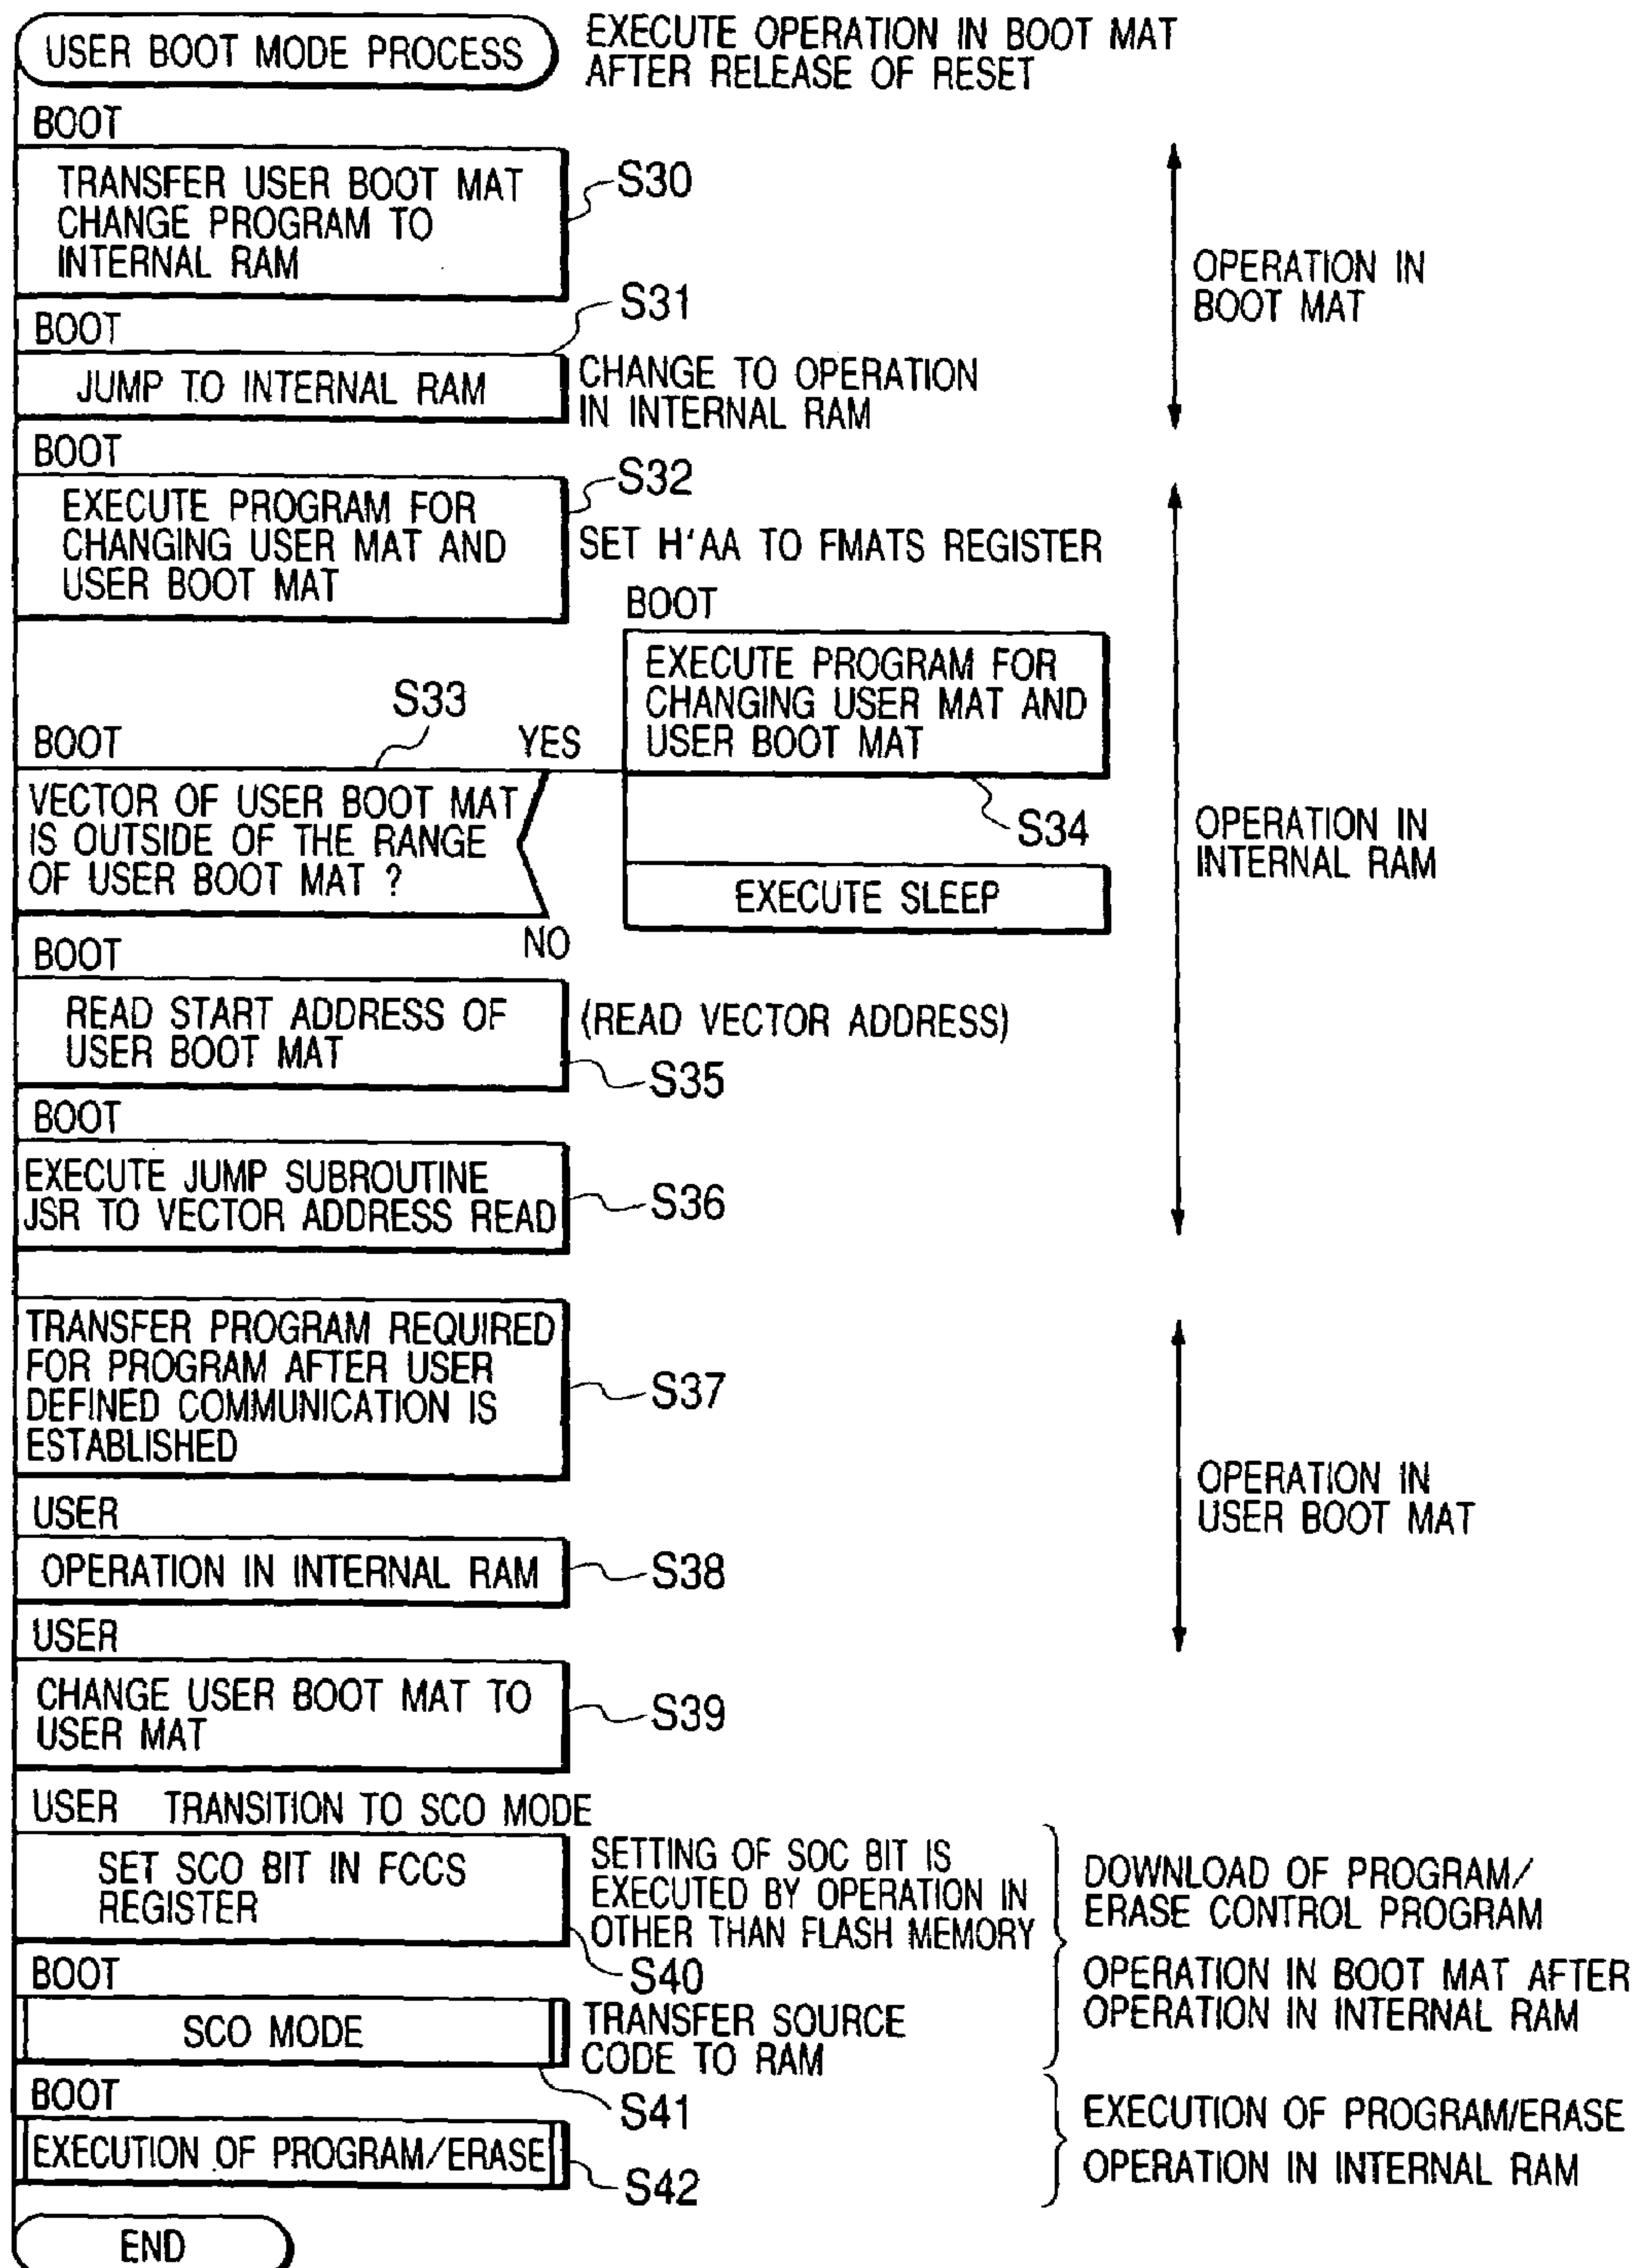 USER BOOT MODE PROCESS
EXECUTE OPERATION IN BOOT MAT
AFTER RELEASE OF RESET
BOOT
TRANSFER USER BOOT MAT
CHANGE PROGRAM TO
INTERNAL RAM
S30
OPERATION IN
BOOT MAT
BOOT
S31
JUMP TO INTERNAL RAM
CHANGE TO OPERATION
IN INTERNAL RAM
BOOT
EXECUTE PROGRAM FOR
CHANGING USER MAT AND
USER BOOT MAT
S32
SET H'AA TO FMATS REGISTER
BOOT
EXECUTE PROGRAM FOR
CHANGING USER MAT AND
USER BOOT MAT
S33
BOOT
YES
VECTOR OF USER BOOT MAT
IS OUTSIDE OF THE RANGE
OF USER BOOT MAT ?
S34
OPERATION IN
INTERNAL RAM
EXECUTE SLEEP
NO
BOOT
READ START ADDRESS OF
USER BOOT MAT
(READ VECTOR ADDRESS)
S35
BOOT
EXECUTE JUMP SUBROUTINE
JSR TO VECTOR ADDRESS READ
S36
TRANSFER PROGRAM REQUIRED
FOR PROGRAM AFTER USER
DEFINED COMMUNICATION IS
ESTABLISHED
S37
OPERATION IN
USER BOOT MAT
USER
OPERATION IN INTERNAL RAM
S38
USER
CHANGE USER BOOT MAT TO
USER MAT
S39
USER TRANSITION TO SCO MODE
SET SCO BIT IN FCCS
REGISTER
SETTING OF SOC BIT IS
EXECUTED BY OPERATION IN
OTHER THAN FLASH MEMORY
S40
DOWNLOAD OF PROGRAM/
ERASE CONTROL PROGRAM
OPERATION IN BOOT MAT AFTER
OPERATION IN INTERNAL RAM
BOOT
SCO MODE
TRANSFER SOURCE
CODE TO RAM
S41
BOOT
EXECUTION OF PROGRAM/ERASE
S42
EXECUTION OF PROGRAM/ERASE
OPERATION IN INTERNAL RAM
END